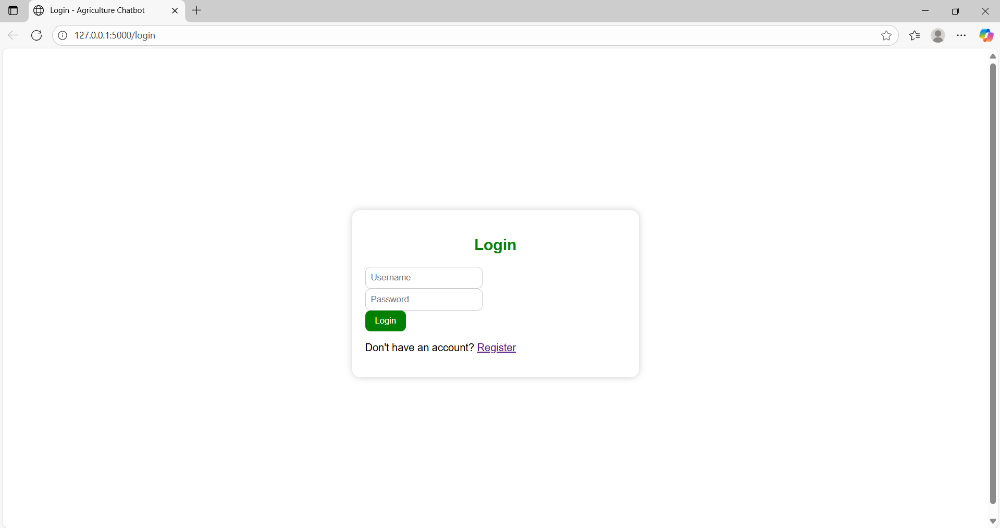 Login - Agriculture Chatbot
127.0.0.1:5000/login
Login
Username
Password
Login
Don't have an account? Register